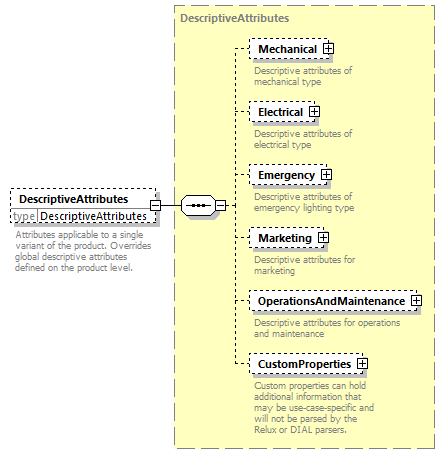 DescriptiveAttributes
Mechanical
Descriptive attributes of
mechanical type
Electrical
Descriptive attributes of
electrical type
Emergency
Descriptive attributes of
emergency lighting type
DescriptiveAttributes
type DescriptiveAttributes
Attributes applicable to a single
variant of the product. Overrides
global descriptive attributes
defined on the product level.
Marketing
Descriptive attributes for
marketing
OperationsAndMaintenance
Descriptive attributes for operations
and maintenance
CustomProperties
Custom properties can hold
additional information that
may be use-case-specific and
will not be parsed by the
Relux or DIAL parsers.